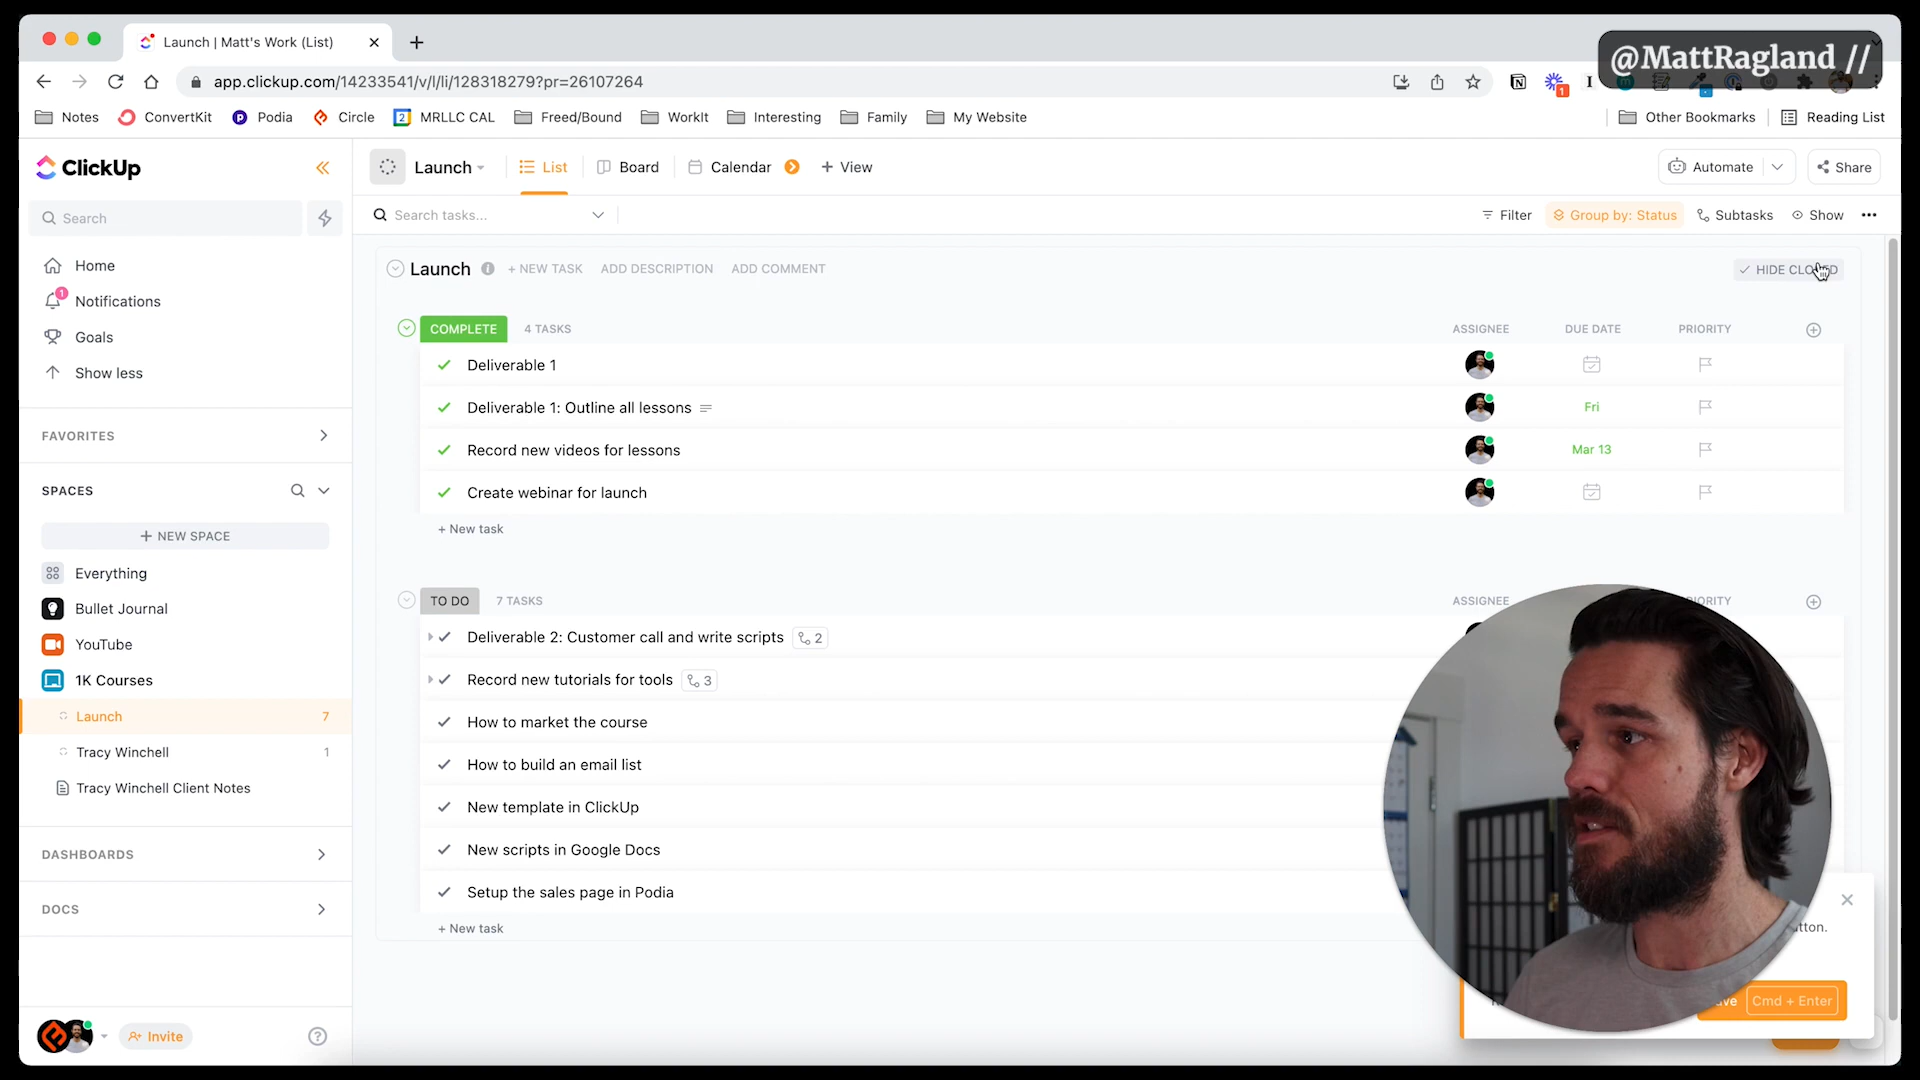 Launch | Matt's Work (List)
@MattRagland //
app.clickup.com/14233541/v/l/li/128318279?pr=26107264
1
Notes ConvertKit Podia Circle 2 MRLLC CAL Freed/Bound WorkIt Interesting Family My Website Other Bookmarks Reading List
ClickUp
Launch List Board Calendar + View Automate Share
Search
Search tasks... Filter Group by: Status Subtasks Show
Home
1
Notifications
Goals
Show less
FAVORITES
SPACES
+ NEW SPACE
Everything
Bullet Journal
YouTube
1K Courses
Launch 7
Tracy Winchell 1
Tracy Winchell Client Notes
DASHBOARDS
DOCS
Invite
Launch + NEW TASK ADD DESCRIPTION ADD COMMENT
HIDE
COMPLETE 4 TASKS ASSIGNEE DUE DATE PRIORITY
Deliverable 1
Deliverable 1: Outline all lessons Fri
Record new videos for lessons Mar 13
Create webinar for launch
+ New task
TO DO 7 TASKS ASSIGNEE
Deliverable 2: Customer call and write scripts 2
Record new tutorials for tools 3
How to market the course
How to build an email list
New template in ClickUp
New scripts in Google Docs
Setup the sales page in Podia
+ New task
Cmd + Enter